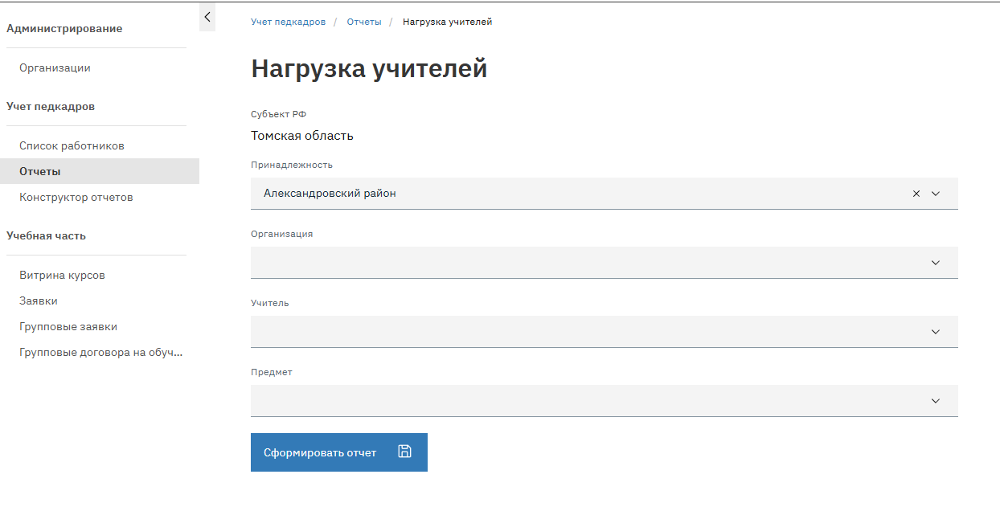 Администрирование
Организации
Учет педкадров
Список работников
Отчеты
Конструктор отчетов
Учебная часть
Витрина курсов
Заявки
Групповые заявки
Групповые договора на обуч...
Учет педкадров / Отчеты / Нагрузка учителей
Нагрузка учителей
Субъект РФ
Томская область
Принадлежность
Александровский район
Организация
Учитель
Предмет
Сформировать отчет